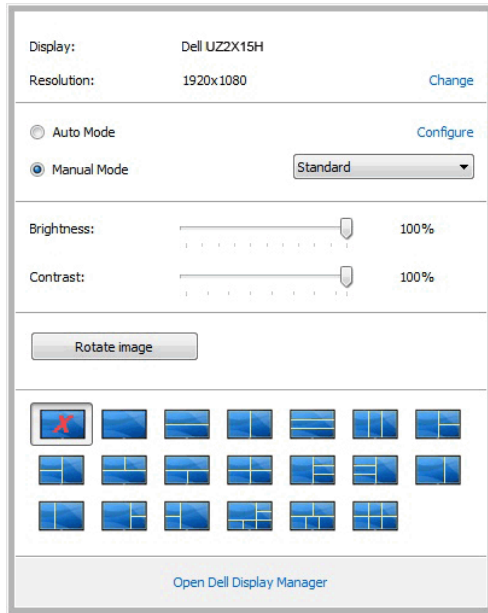 Display: Dell UZ2X15H
Resolution: 1920x1080 Change
Auto Mode Configure
Manual Mode Standard
Brightness: 100%
Contrast: 100%
Rotate image
X
Open Dell Display Manager